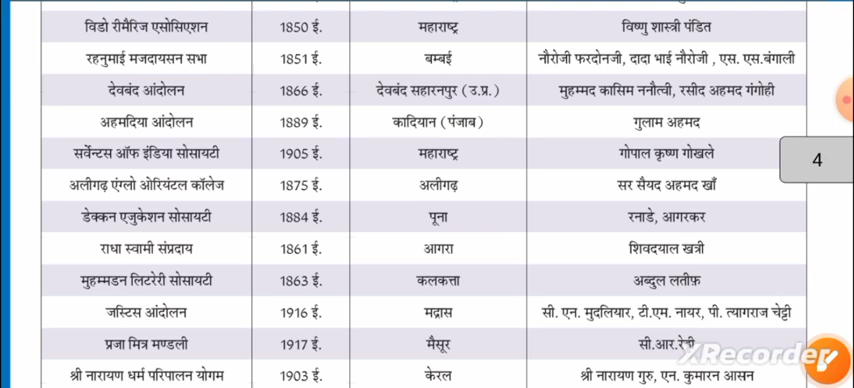 विडो रीमैरिज एसोसिएशन 1850 ई. महाराष्ट्र विष्णु शास्त्री पंडित
रहनुमाई मजदायसन सभा 1851 ई. बम्बई नौरोजी फरदोनजी, दादा भाई नौरोजी , एस. एस.बंगाली
देवबंद आंदोलन 1866 ई. देवबंद सहारनपुर ( उ.प्र.) मुहम्मद कासिम ननौत्वी, रसीद अहमद गंगोही
अहमदिया आंदोलन 1889 ई. कादियान ( पंजाब ) गुलाम अहमद
सर्वेन्टस ऑफ इंडिया सोसायटी 1905 ई. महाराष्ट्र गोपाल कृष्ण गोखले
4
अलीगढ़ एंग्लो ओरियंटल कॉलेज 1875 ई. अलीगढ़ सर सैयद अहमद खाँ
डेक्कन एजुकेशन सोसायटी 1884 ई. पूना रनाडे, आगरकर
राधा स्वामी संप्रदाय 1861 ई. आगरा शिवदयाल खत्री
मुहम्मडन लिटरेरी सोसायटी 1863 ई. कलकत्ता अब्दुल लतीफ़
जस्टिस आंदोलन 1916 ई. मद्रास सी. एन. मुदलियार, टी.एम. नायर, पी. त्यागराज चेट्टी
प्रजा मित्र मण्डली 1917 ई. मैसूर सी.आर.रेड्डी
XRecorder
श्री नारायण धर्म परिपालन योगम 1903 ई. केरल श्री नारायण गुरु, एन. कुमारन आसन